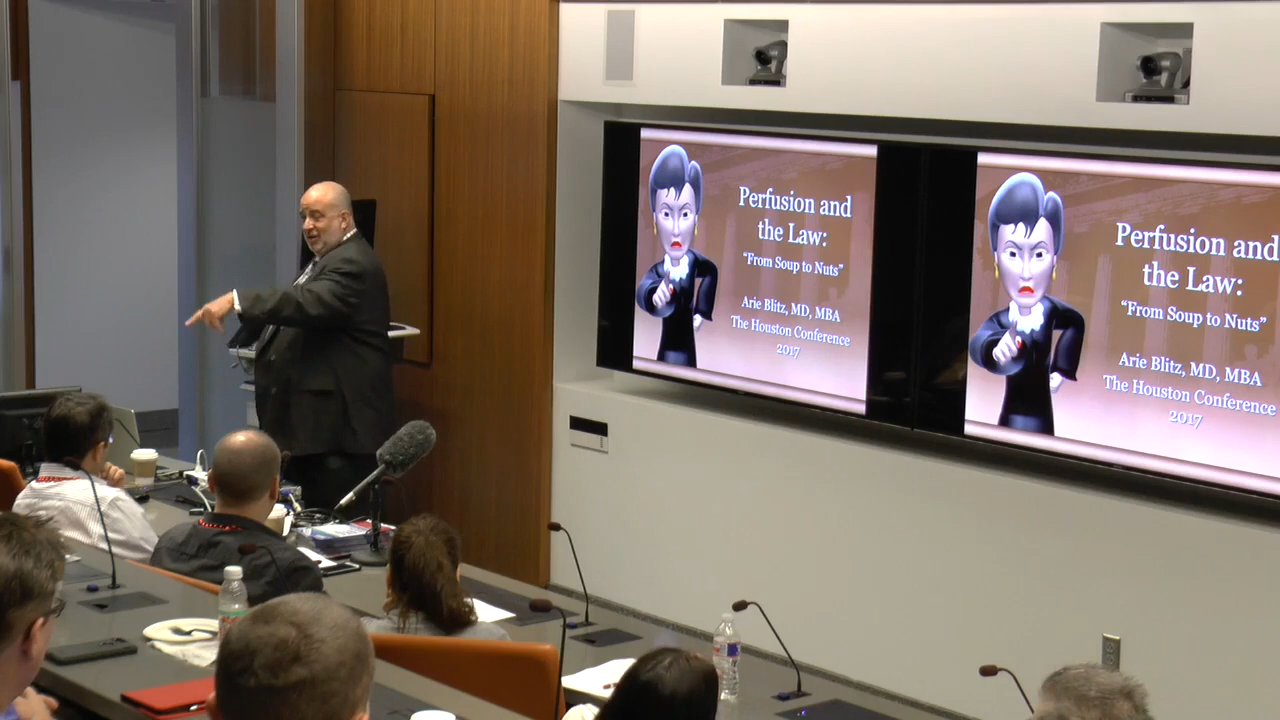 Perfusion and
the Law:
“From Soup to Nuts”
Arie Blitz, MD, MBA
The Houston Conference
2017
Perfusion and
the Law:
“From Soup to Nuts”
Arie Blitz, MD, MBA
The Houston Conference
2017